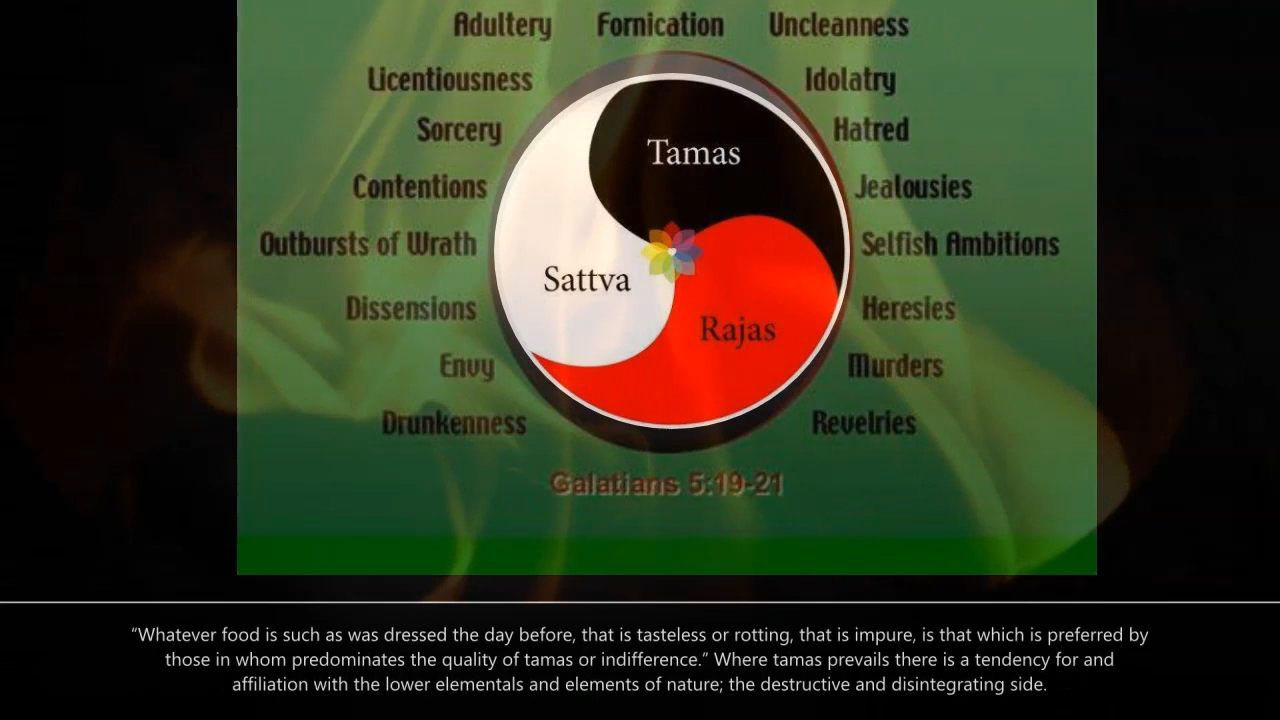 Adultery Fornication Uncleanness
Licentiousness Idolatry
Sorcery Hatred
Tamas
Contentions Jealousies
Outbursts of Wrath Selfish Ambitions
Sattva
Dissensions Heresies
Rajas
Envy Murders
Drunkenness Revelries
Galatians 5:19-21
“Whatever food is such as was dressed the day before, that is tasteless or rotting, that is impure, is that which is preferred by
those in whom predominates the quality of tamas or indifference.” Where tamas prevails there is a tendency for and
affiliation with the lower elementals and elements of nature; the destructive and disintegrating side.